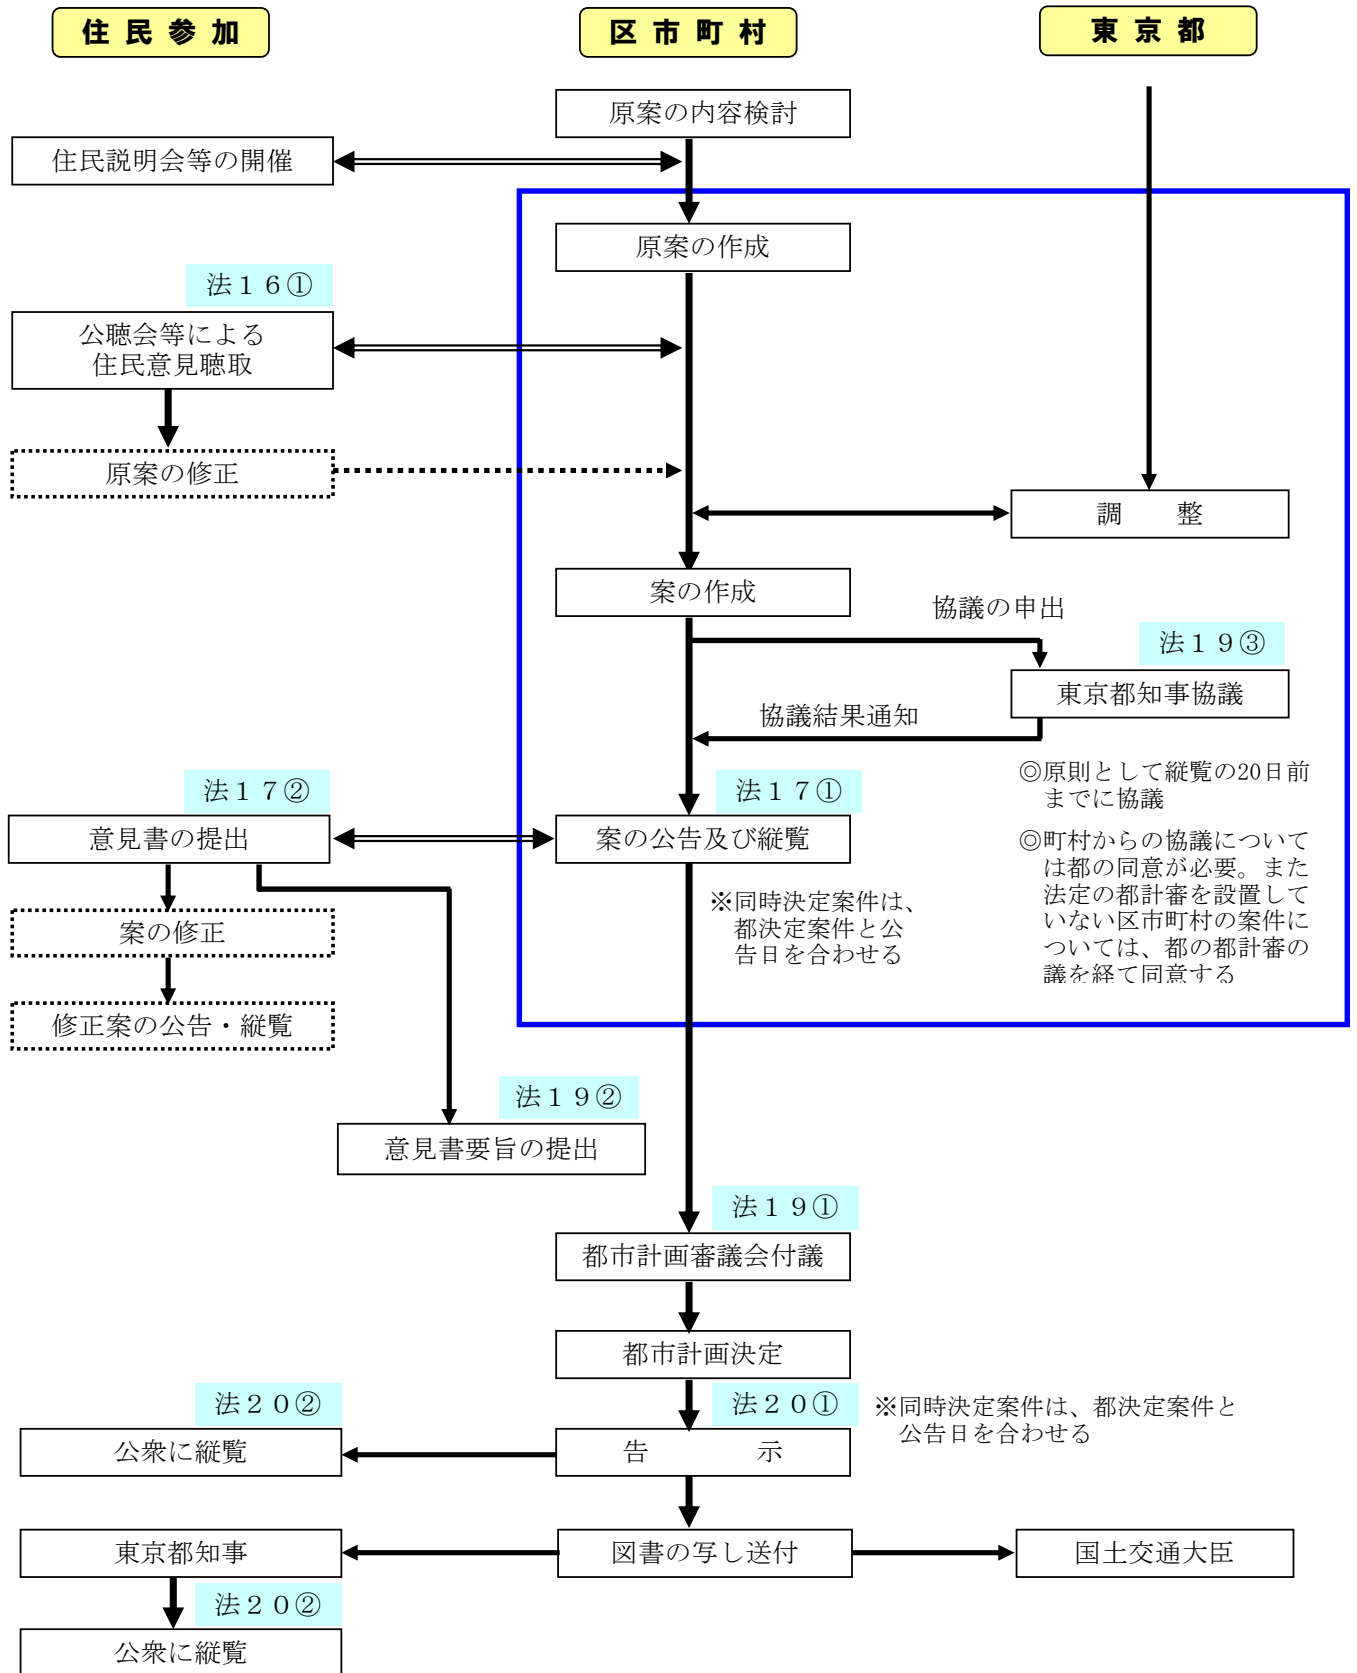 住民参加
区市町村
東京都
原案の内容検討
住民説明会等の開催
原案の作成
法１６①
公聴会等による
住民意見聴取
原案の修正
調　　整
案の作成
協議の申出
法１９③
東京都知事協議
協議結果通知
◎原則として縦覧の20日前
までに協議
法１７②
法１７①
意見書の提出
案の公告及び縦覧
◎町村からの協議について
は都の同意が必要。また
法定の都計審を設置して
いない区市町村の案件に
ついては、都の都計審の
議を経て同意する
※同時決定案件は、
都決定案件と公
告日を合わせる
案の修正
修正案の公告・縦覧
法１９②
意見書要旨の提出
法１９①
都市計画審議会付議
都市計画決定
法２０②
法２０①
※同時決定案件は、都決定案件と
公告日を合わせる
公衆に縦覧
告　　　　示
東京都知事
図書の写し送付
国土交通大臣
法２０②
公衆に縦覧